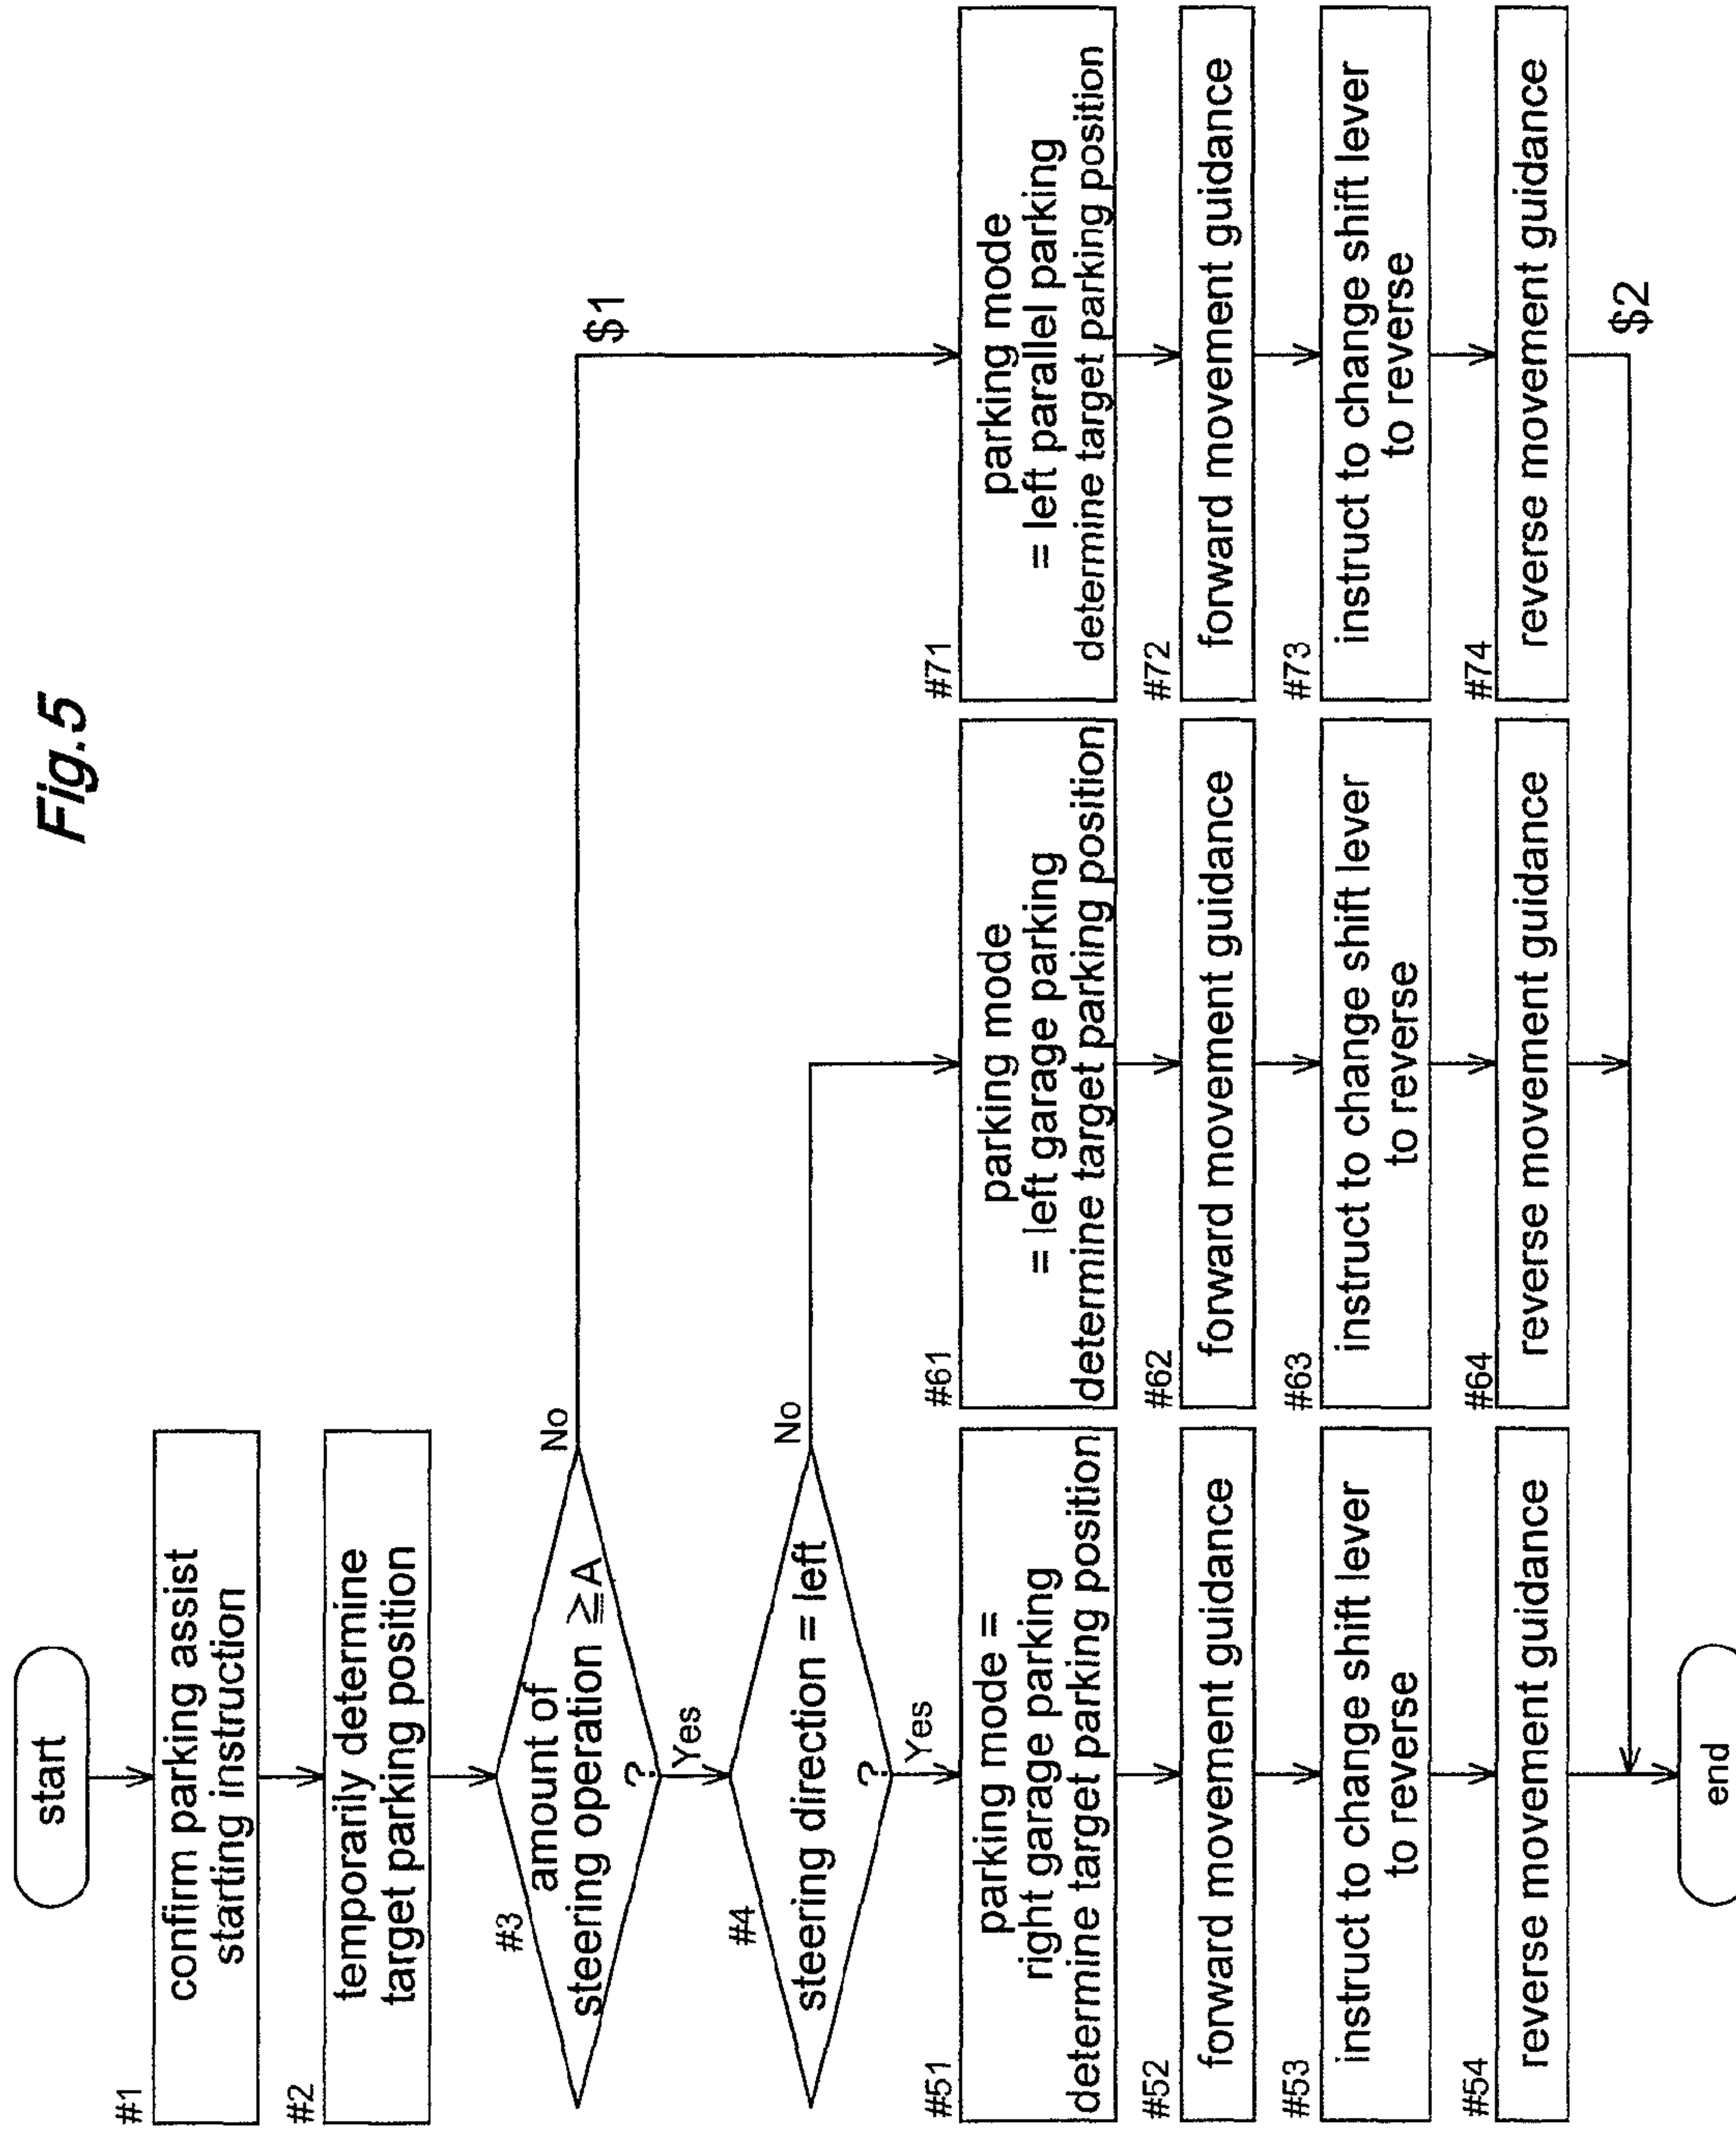 Fig.5
start
#1
confirm parking assist
starting instruction
#2
temporarily determine
target parking position
#3
amount of
steering operation ≧A
?
No
$1
Yes
#4
steering direction = left
?
No
Yes
#51
parking mode =
right garage parking
determine target parking position
#52
forward movement guidance
#53
instruct to change shift lever
to reverse
#54
reverse movement guidance
#61
parking mode
= left garage parking
determine target parking position
#62
forward movement guidance
#63
instruct to change shift lever
to reverse
#64
reverse movement guidance
#71
parking mode
= left parallel parking
determine target parking position
#72
forward movement guidance
#73
instruct to change shift lever
to reverse
#74
reverse movement guidance
$2
end